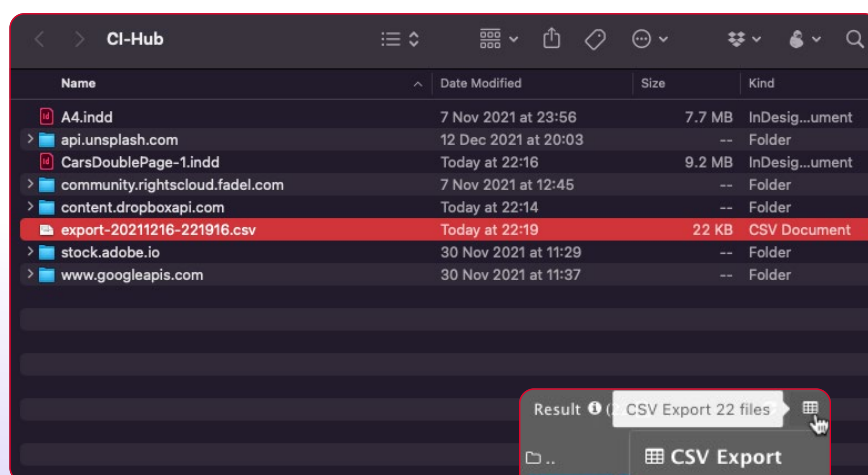 CI-Hub
Name Date Modified Size Kind
A4.indd 7 Nov 2021 at 23:56 7.7 MB InDesig...ument
api.unsplash.com 12 Dec 2021 at 20:03 -- Folder
CarsDoublePage-1.indd Today at 22:16 9.2 MB InDesig...ument
community.rightscloud.fadel.com 7 Nov 2021 at 12:45 -- Folder
content.dropboxapi.com Today at 22:14 -- Folder
export-20211216-221916.csv Today at 22:19 22 KB CSV Document
stock.adobe.io 30 Nov 2021 at 11:29 -- Folder
www.googleapis.com 30 Nov 2021 at 11:37 -- Folder
Result CSV Export 22 files
.. CSV Export